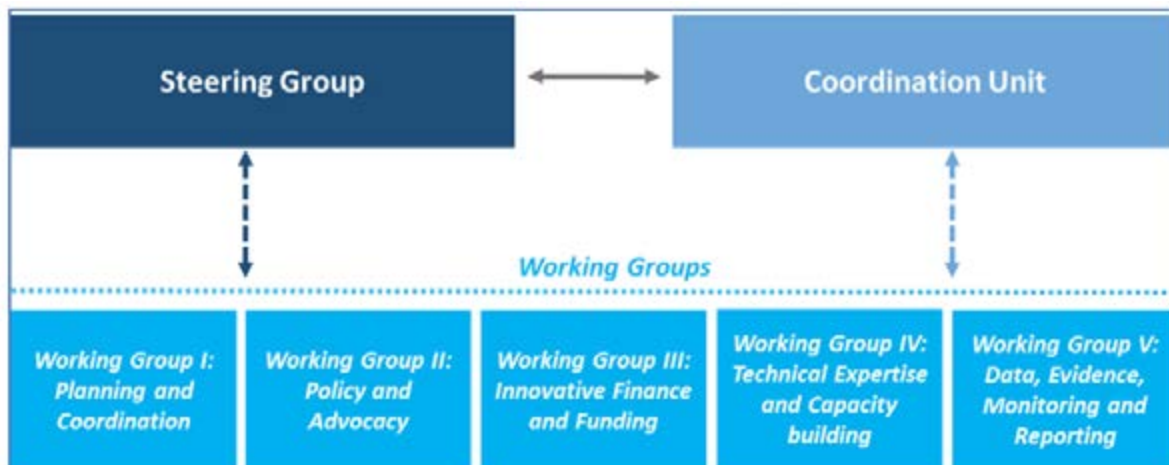 Steering Group
Coordination Unit
Working Groups
Working Group I:
Planning and
Coordination
Working Group II:
Policy and
Advocacy
Working Group III:
Innovative Finance
and Funding
Working Group IV:
Technical Expertise
and Capacity
building
Working Group V:
Data, Evidence,
Monitoring and
Reporting